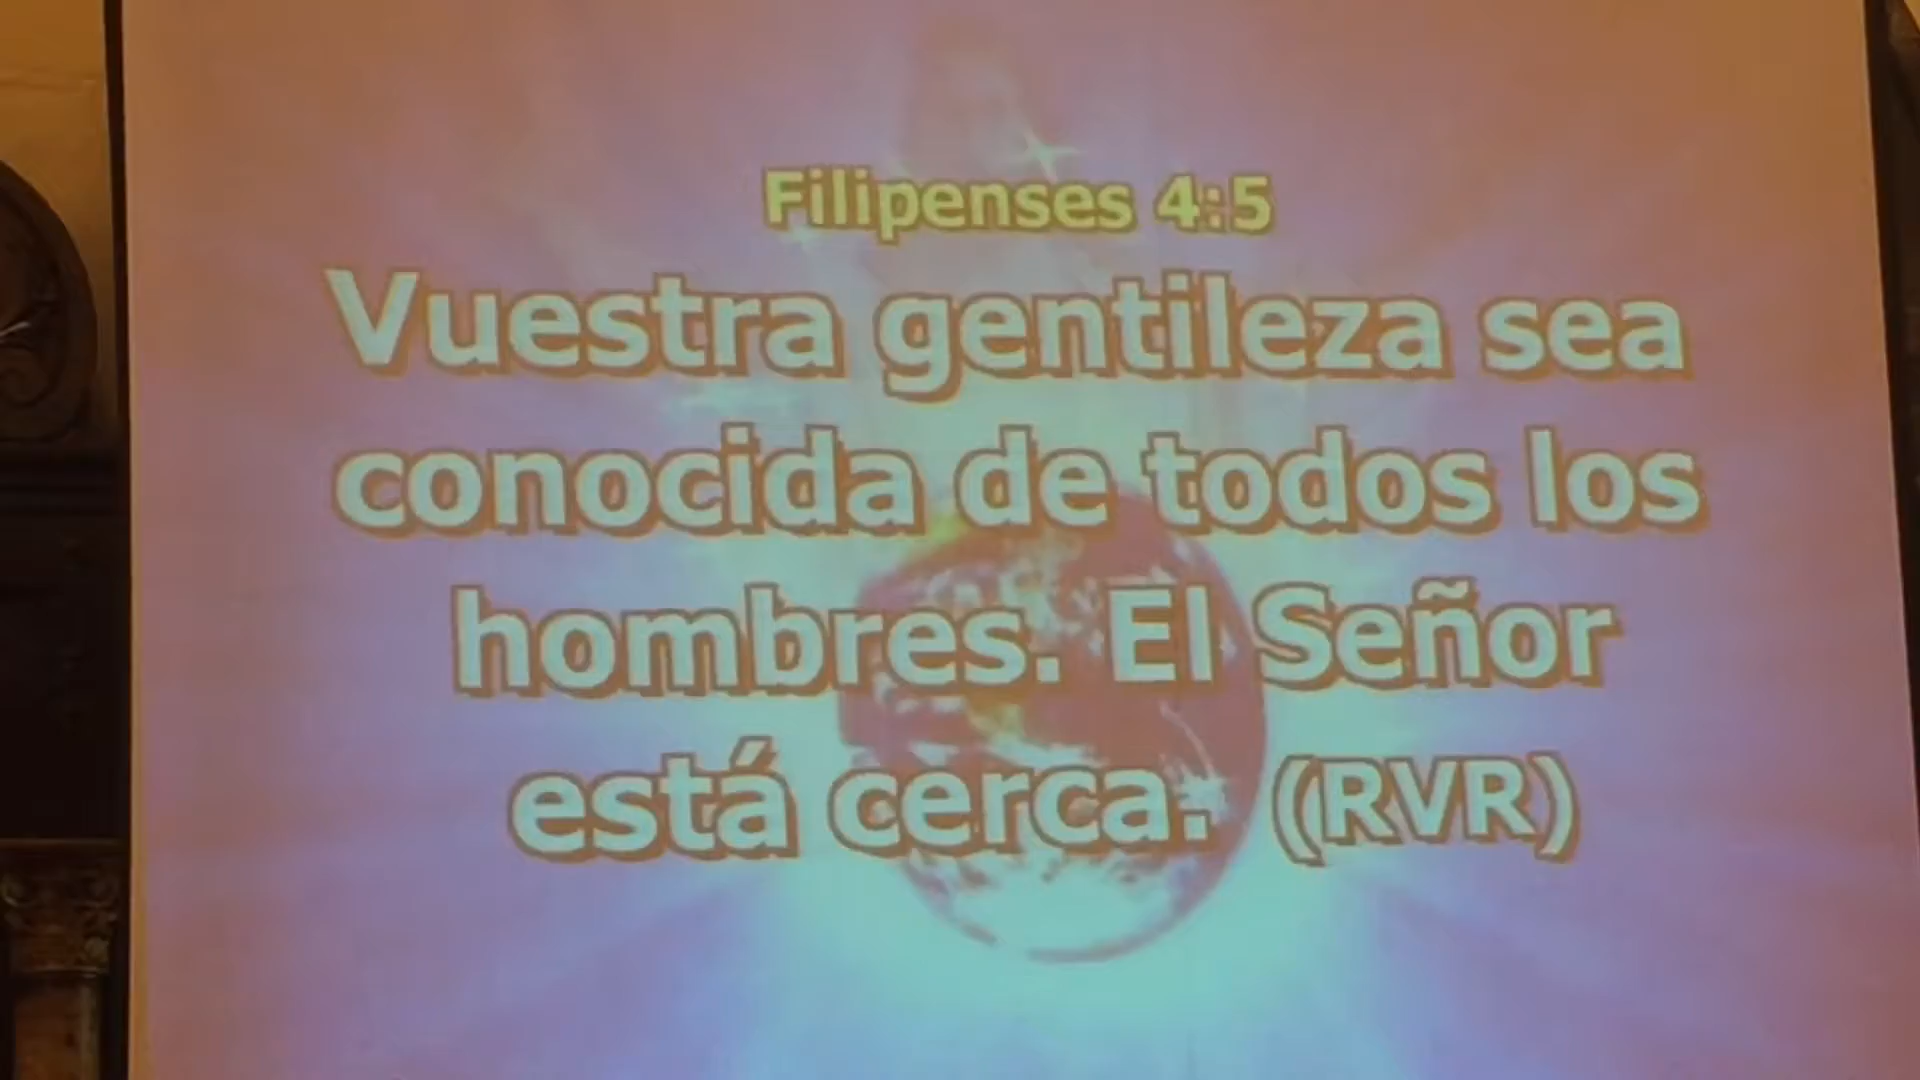 Filipenses 4:5
Vuestra gentileza sea
conocida de todos los
hombres. El Señor
está cerca. (RVR)